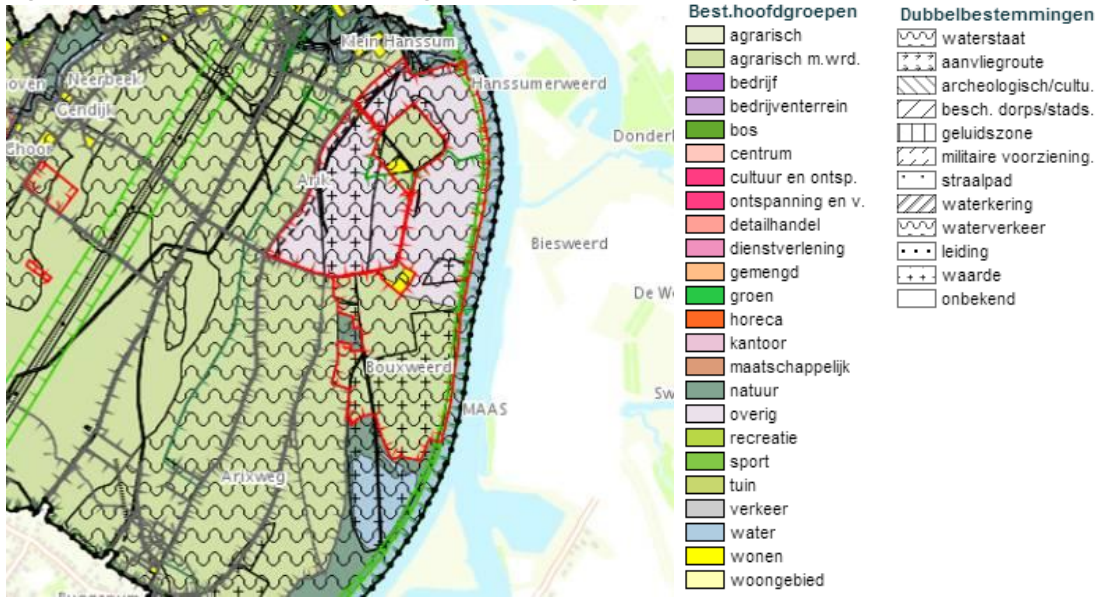 Klein Hanssum
Neerbeek
Hanssumerweerd
oven
Gendijk
Ghoor
Donderb
Arik
Biesweerd
De We
Bouxweerd
Sw
MAAS
Arixweg
Best.hoofdgroepen
agrarisch
agrarisch m.wrd.
bedrijf
bedrijventerrein
bos
centrum
cultuur en ontsp.
ontspanning en v.
detailhandel
dienstverlening
gemengd
groen
horeca
kantoor
maatschappelijk
natuur
overig
recreatie
sport
tuin
verkeer
water
wonen
woongebied
Dubbelbestemmingen
waterstaat
aanvliegroute
archeologisch/cultu.
besch. dorps/stads.
geluidszone
militaire voorziening.
straalpad
waterkering
waterverkeer
leiding
waarde
onbekend